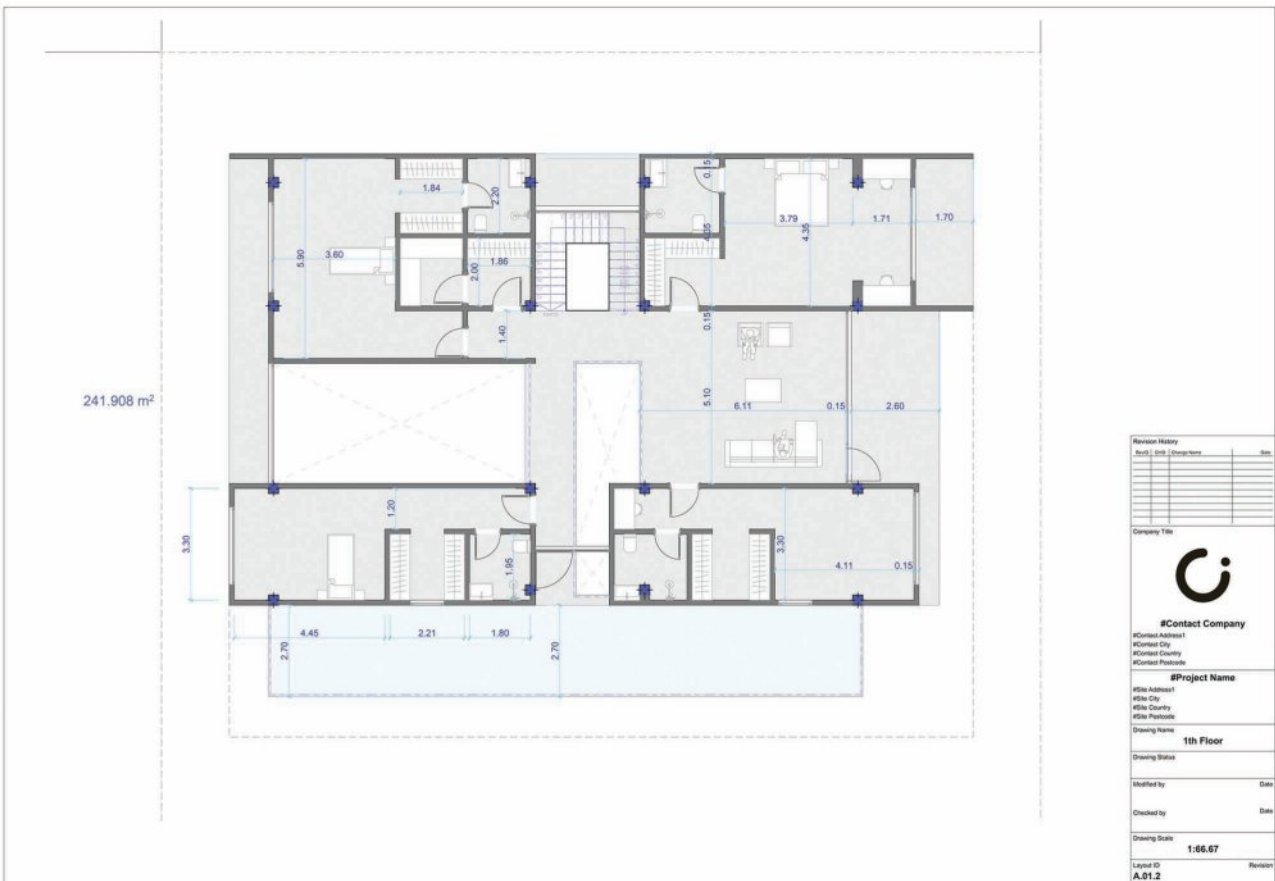 0.15
1.84
2.20
3.79
4.35
4.35
1.71
1.70
5.90
3.60
2.00
1.86
1.40
0.15
241.908 m²
5.10
6.11
0.15
2.60
3.30
1.20
1.95
3.30
4.11
0.15
4.45
2.21
1.80
2.70
2.70
Revision History
RevID ChID Change Name Date
Company Title
#Contact Company
#Contact Address1
#Contact City
#Contact Country
#Contact Postcode
#Project Name
#Site Address1
#Site City
#Site Country
#Site Postcode
Drawing Name
1th Floor
Drawing Status
Modified by Date
Checked by Date
Drawing Scale
1:66.67
Layout ID Revision
A.01.2